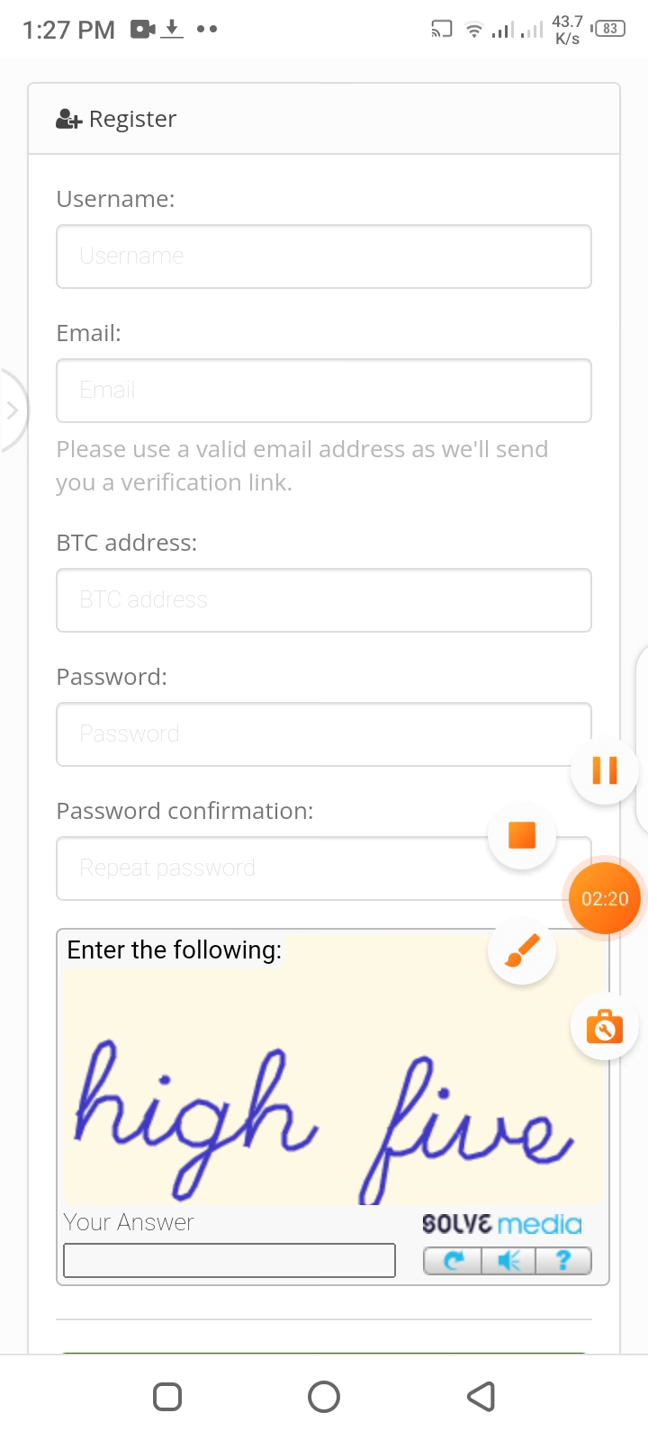 1:27 PM
43.7
K/s
83
Register
Username:
Username
Email:
Email
Please use a valid email address as we'll send
you a verification link.
BTC address:
BTC address
Password:
Password
Password confirmation:
Repeat password
02:20
Enter the following:
high five
Your Answer
SOLVE media
?